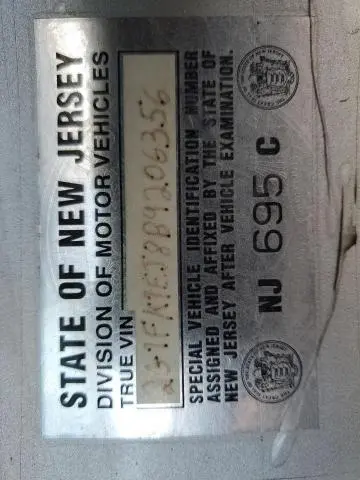 STATE OF NEW JERSEY
DIVISION OF MOTOR VEHICLES
TRUE VIN
SPECIAL VEHICLE IDENTIFICATION NUMBER
ASSIGNED AND AFFIXED BY THE STATE OF
NEW JERSEY AFTER VEHICLE EXAMINATION.
NJ 695 C